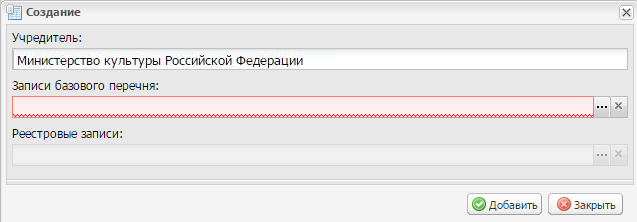 Создание
Учредитель:
Министерство культуры Российской Федерации
Записи базового перечня:
Реестровые записи:
Добавить Закрыть